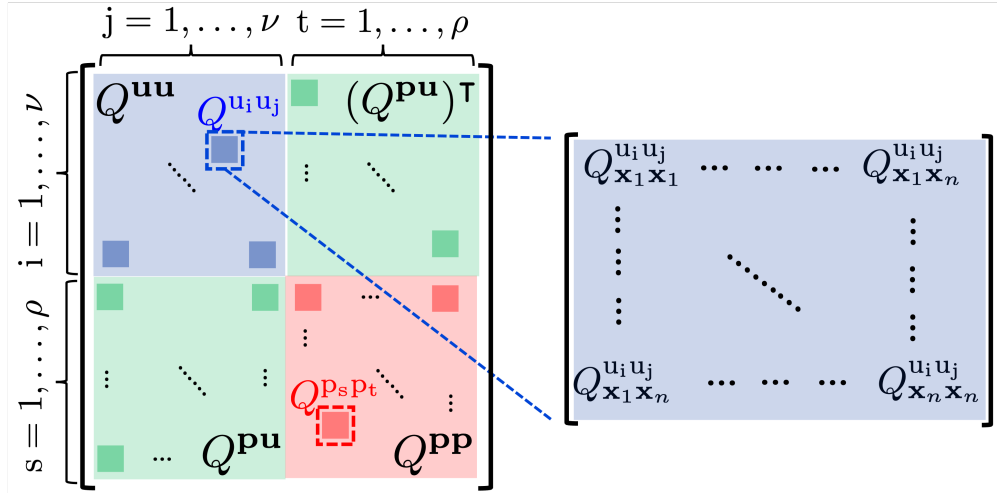 j = 1, . . . , ν t = 1, . . . , ρ
i = 1, . . . , ν
s = 1, . . . , ρ
Q^{uu}
Q^{u_i u_j}
(Q^{pu})^⊤
Q^{p_s p_t}
Q^{pu}
Q^{pp}
Q^{u_i u_j}_{x_1 x_1} ... ... ... Q^{u_i u_j}_{x_1 x_n}
Q^{u_i u_j}_{x_1 x_n} ... ... ... Q^{u_i u_j}_{x_n x_n}